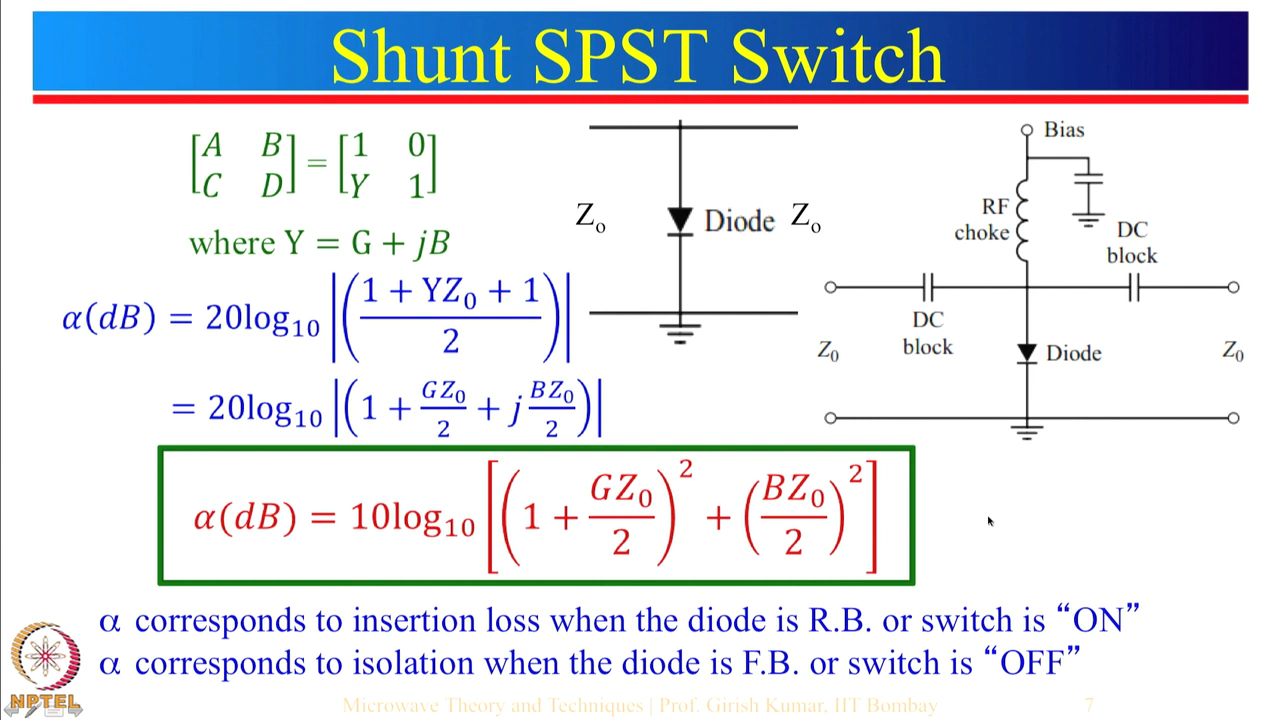 Shunt SPST Switch
[A B C D] = [1 0 Y 1]
where Y = G + jB
α(dB) = 20log₁₀ |((1 + YZ₀ + 1)/2)|
= 20log₁₀ |(1 + GZ₀/2 + j BZ₀/2)|
α(dB) = 10log₁₀ [(1 + GZ₀/2)² + (BZ₀/2)²]
Zₒ
Diode
Zₒ
Bias
RF
choke
DC
block
DC
block
Z₀
Diode
Z₀
α corresponds to insertion loss when the diode is R.B. or switch is “ON”
α corresponds to isolation when the diode is F.B. or switch is “OFF”
NPTEL
Microwave Theory and Techniques | Prof. Girish Kumar, IIT Bombay
7